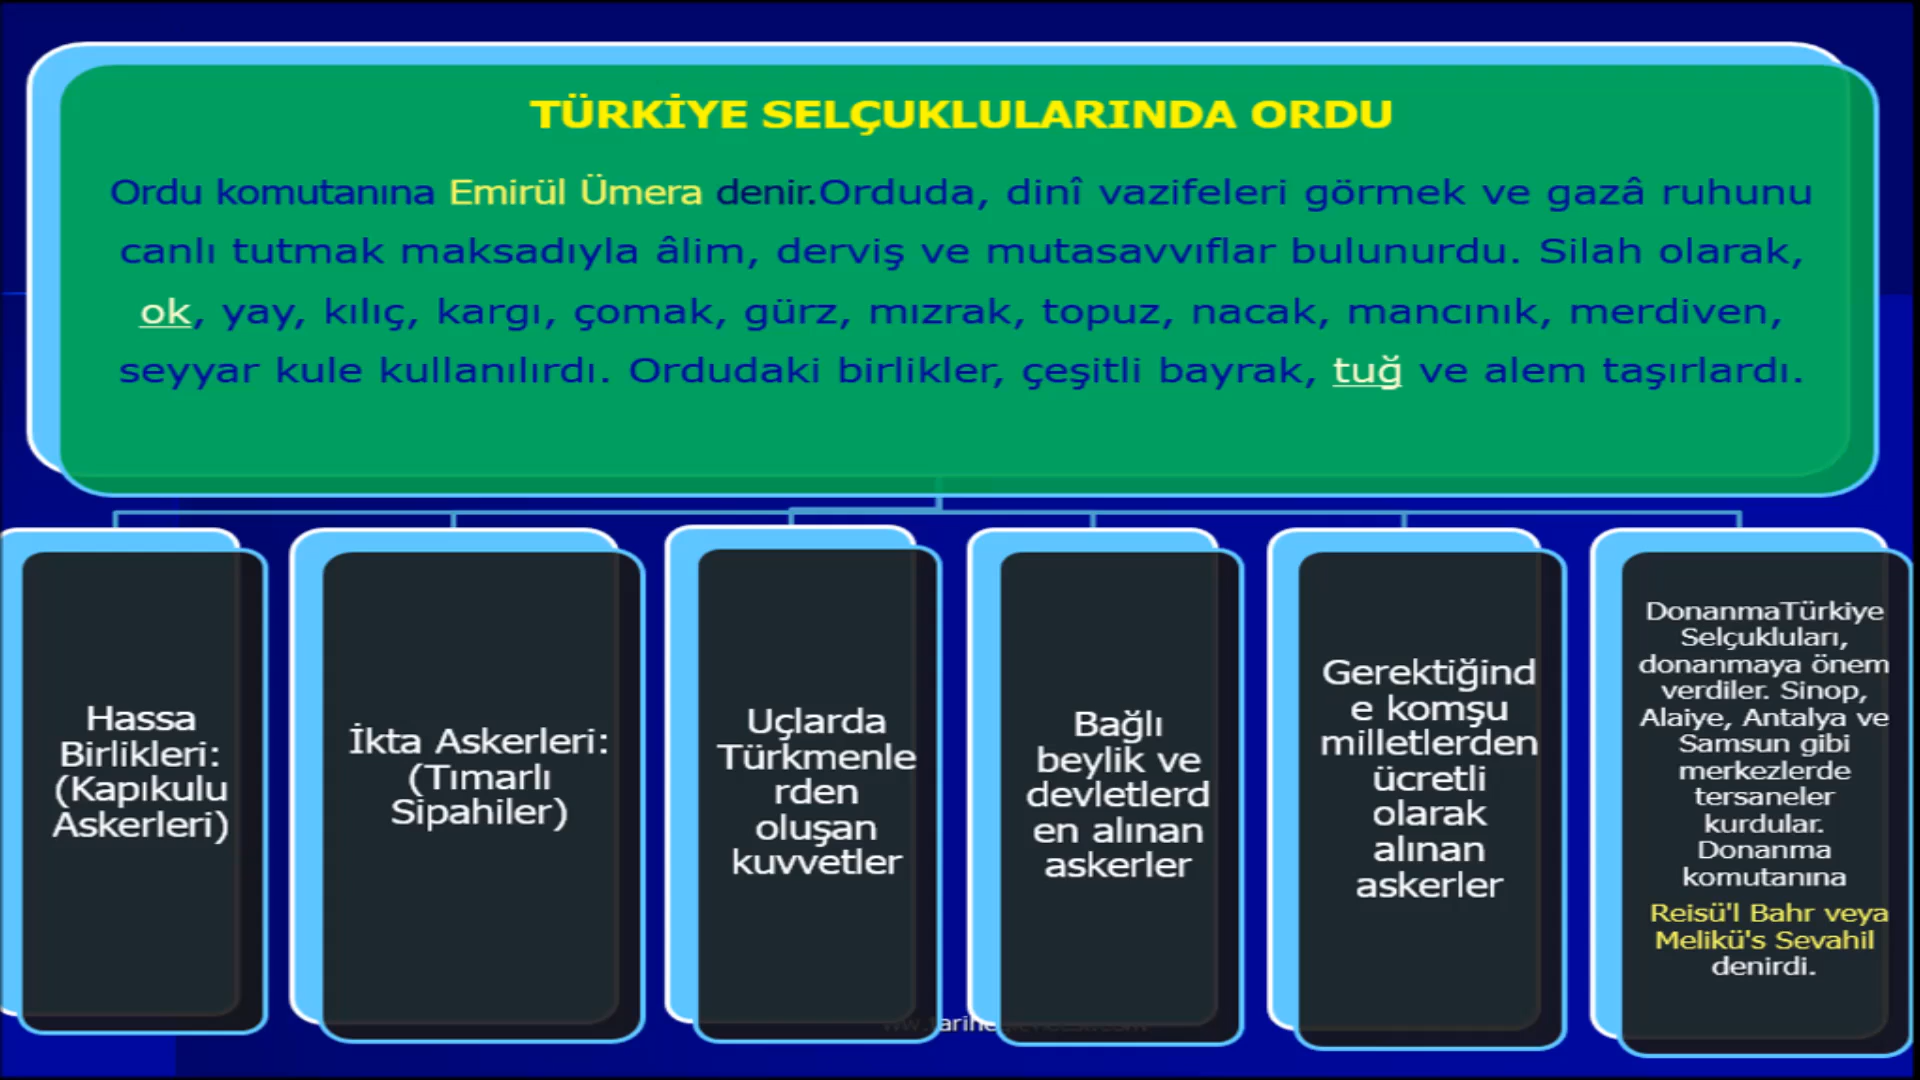 TÜRKİYE SELÇUKLULARINDA ORDU
Ordu komutanına Emirül Ümera denir.Orduda, dinî vazifeleri görmek ve gazâ ruhunu
canlı tutmak maksadıyla âlim, derviş ve mutasavvıflar bulunurdu. Silah olarak,
ok, yay, kılıç, kargı, çomak, gürz, mızrak, topuz, nacak, mancınık, merdiven,
seyyar kule kullanılırdı. Ordudaki birlikler, çeşitli bayrak, tuğ ve alem taşırlardı.
Hassa
Birlikleri:
(Kapıkulu
Askerleri)
İkta Askerleri:
(Tımarlı
Sipahiler)
Uçlarda
Türkmenle
rden
oluşan
kuvvetler
Bağlı
beylik ve
devletlerd
en alınan
askerler
Gerektiğind
e komşu
milletlerden
ücretli
olarak
alınan
askerler
DonanmaTürkiye
Selçukluları,
donanmaya önem
verdiler. Sinop,
Alaiye, Antalya ve
Samsun gibi
merkezlerde
tersaneler
kurdular.
Donanma
komutanına
Reisü'l Bahr veya
Melikü's Sevahil
denirdi.